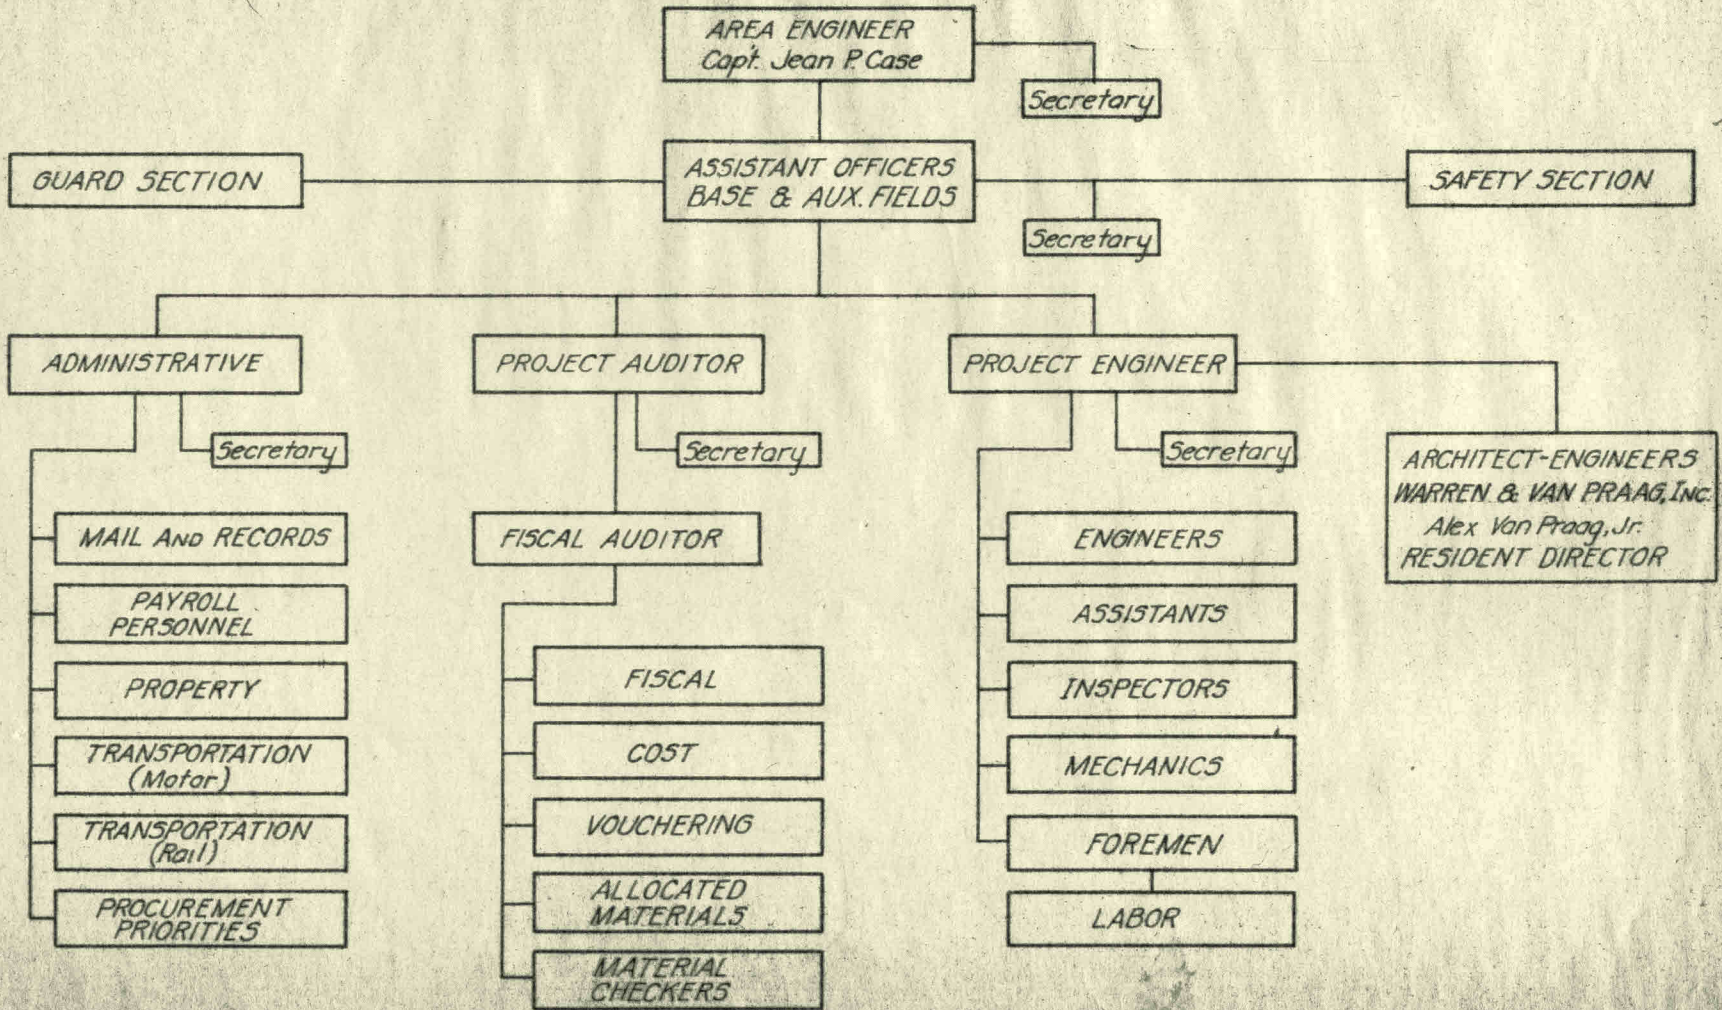 AREA ENGINEER
Capt. Jean P. Case
Secretary
GUARD SECTION
ASSISTANT OFFICERS
BASE & AUX. FIELDS
SAFETY SECTION
Secretary
ADMINISTRATIVE
PROJECT AUDITOR
PROJECT ENGINEER
Secretary
Secretary
Secretary
ARCHITECT-ENGINEERS
WARREN & VAN PRAAG, INC.
Alex Van Praag, Jr.
RESIDENT DIRECTOR
MAIL AND RECORDS
PAYROLL
PERSONNEL
PROPERTY
TRANSPORTATION
(Motor)
TRANSPORTATION
(Rail)
PROCUREMENT
PRIORITIES
FISCAL AUDITOR
FISCAL
COST
VOUCHERING
ALLOCATED
MATERIALS
MATERIAL
CHECKERS
ENGINEERS
ASSISTANTS
INSPECTORS
MECHANICS
FOREMEN
LABOR